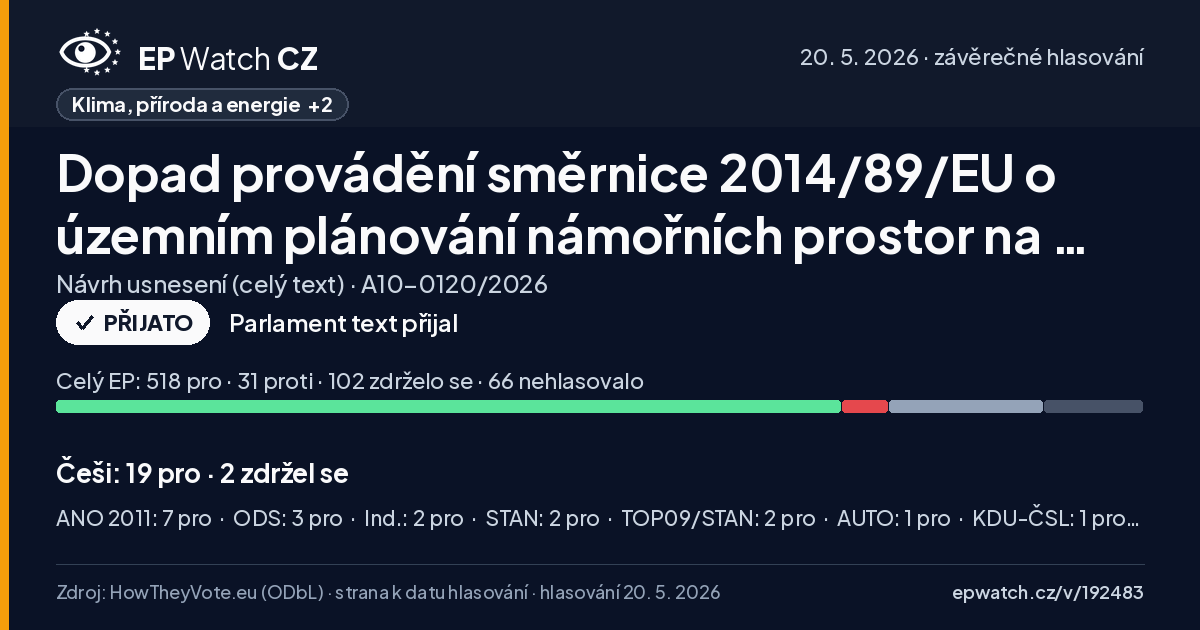 EP Watch CZ
20. 5. 2026 · závěrečné hlasování
Klima, příroda a energie +2
Dopad provádění směrnice 2014/89/EU o
územním plánování námořních prostor na ...
Návrh usnesení (celý text) · A10-0120/2026
✓ PŘIJATO Parlament text přijal
Celý EP: 518 pro · 31 proti · 102 zdrželo se · 66 nehlasovalo
Češi: 19 pro · 2 zdržel se
ANO 2011: 7 pro · ODS: 3 pro · Ind.: 2 pro · STAN: 2 pro · TOP09/STAN: 2 pro · AUTO: 1 pro · KDU-ČSL: 1 pro...
Zdroj: HowTheyVote.eu (ODbL) · strana k datu hlasování · hlasování 20. 5. 2026
epwatch.cz/v/192483